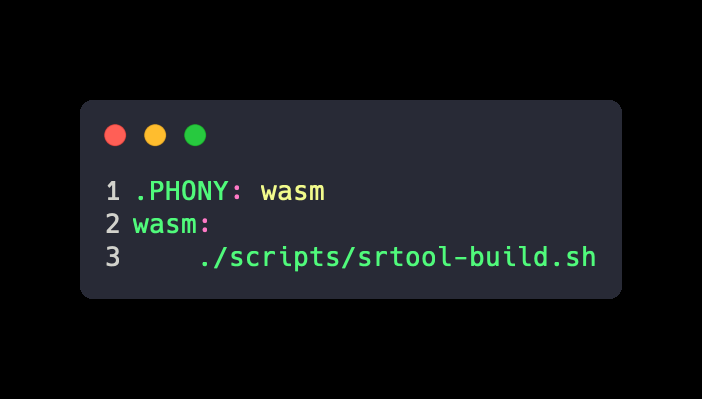 1 .PHONY: wasm
2 wasm:
3     ./scripts/srtool-build.sh